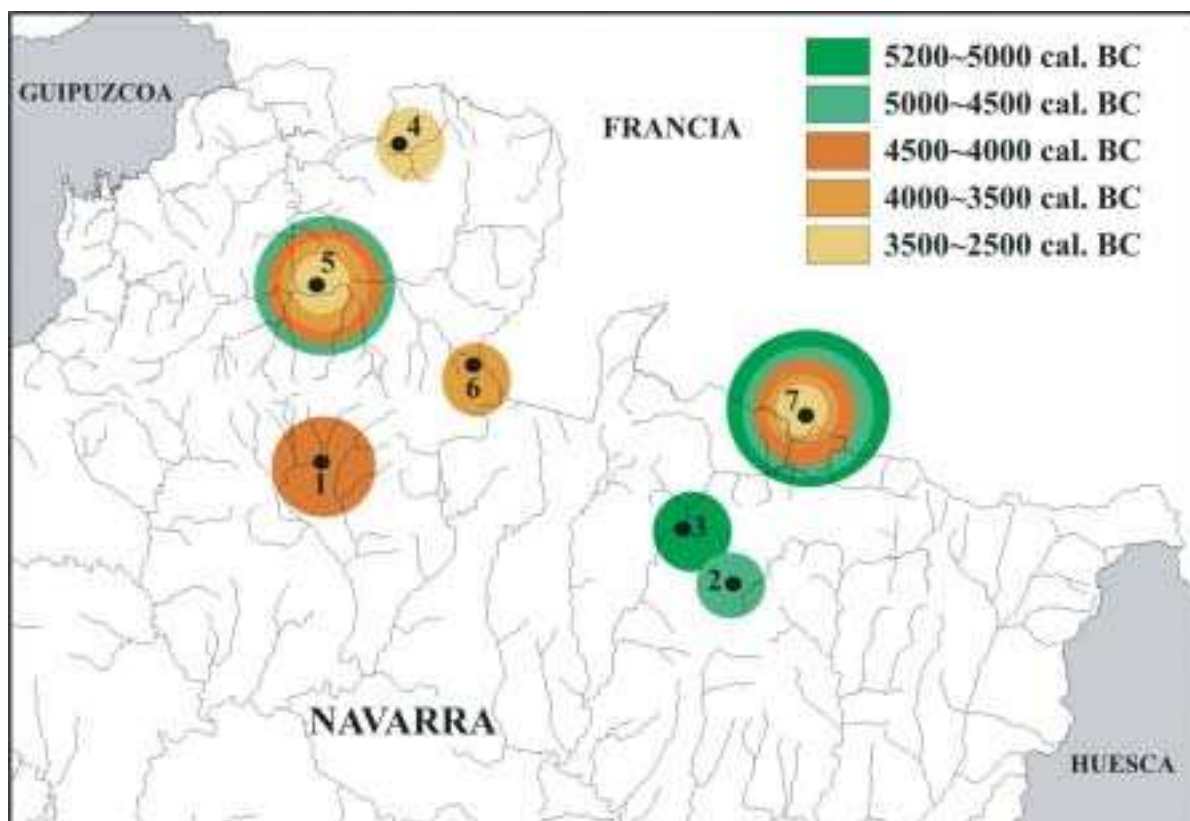 GUIPUZCOA
FRANCIA
5200~5000 cal. BC
5000~4500 cal. BC
4500~4000 cal. BC
4000~3500 cal. BC
3500~2500 cal. BC
4
5
6
7
1
3
2
NAVARRA
HUESCA